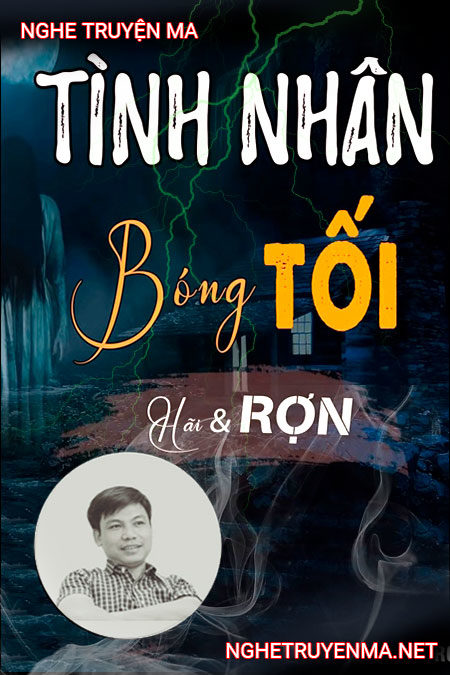 NGHE TRUYỆN MA
TÌNH NHÂN
Bóng TỐI
Hãi & RỢN
NGHETRUYENMA.NET